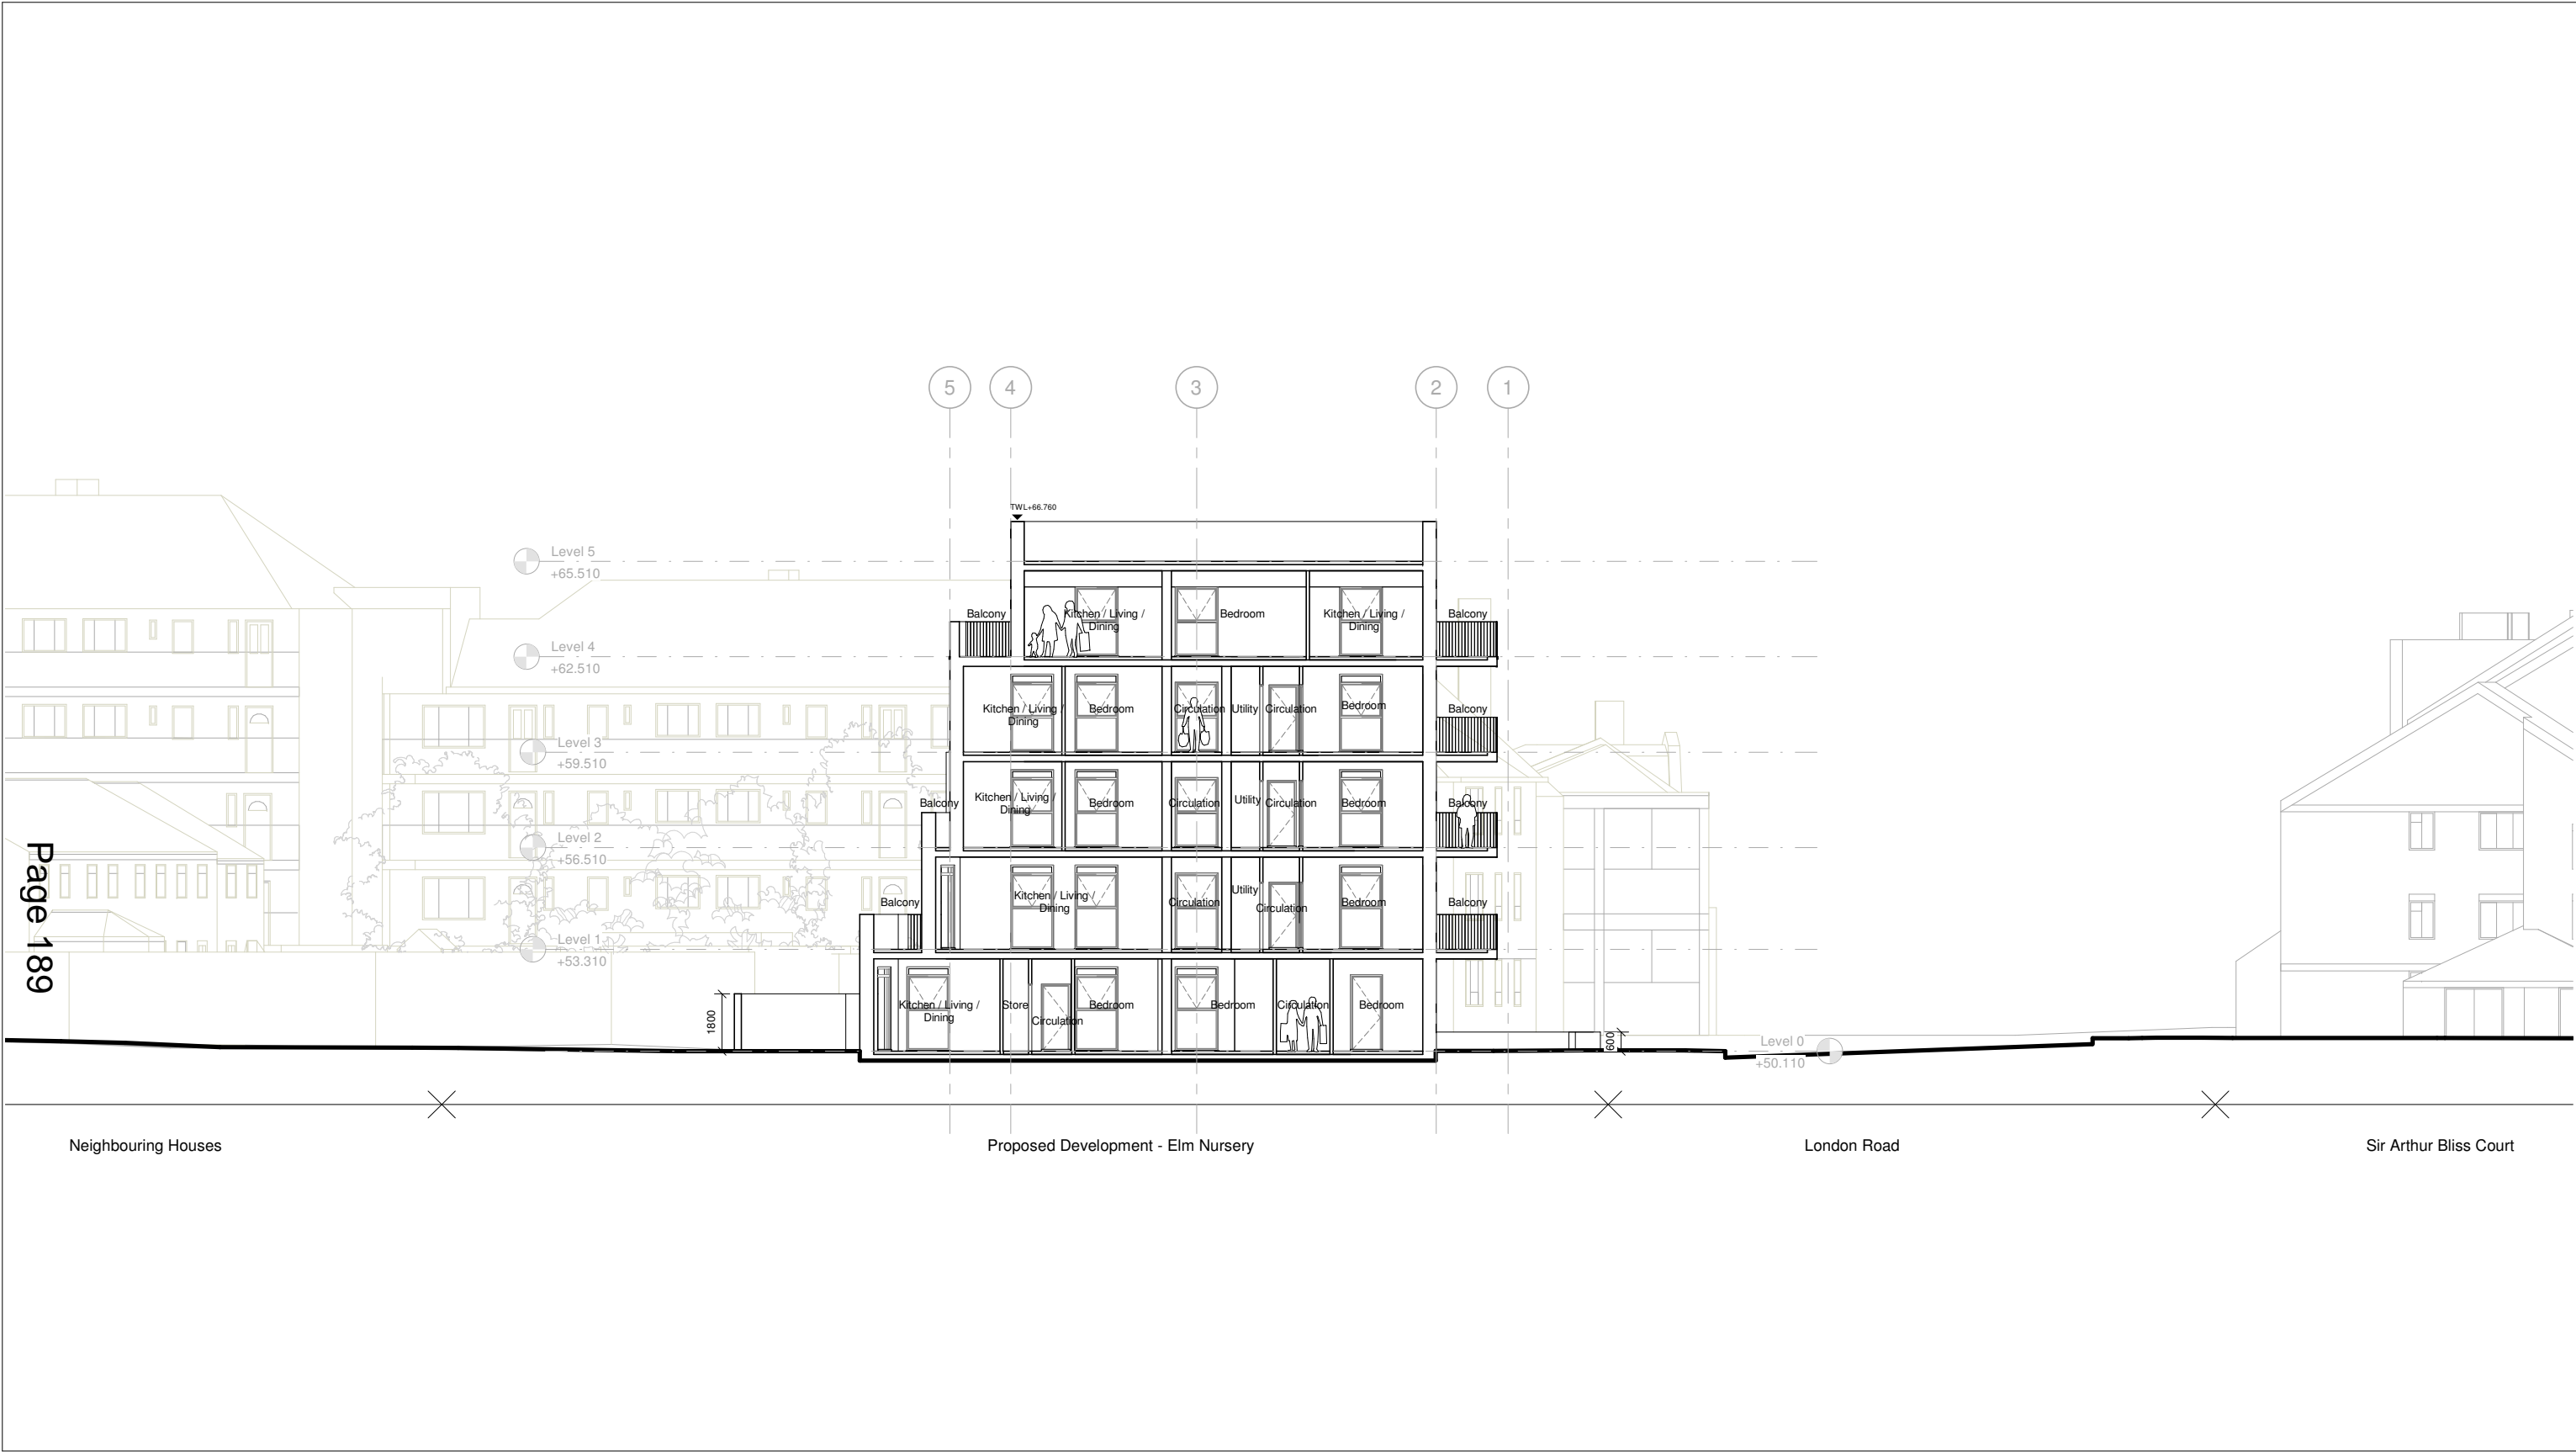 5
4
3
2
1
TWL+66.760
Level 5
+65.510
Balcony
Kitchen / Living /
Dining
Bedroom
Kitchen / Living /
Dining
Balcony
Level 4
+62.510
Kitchen / Living /
Dining
Bedroom
Circulation
Utility
Circulation
Bedroom
Balcony
Level 3
+59.510
Balcony
Kitchen / Living /
Dining
Bedroom
Circulation
Utility
Circulation
Bedroom
Balcony
Level 2
+56.510
Balcony
Kitchen / Living /
Dining
Circulation
Utility
Circulation
Bedroom
Balcony
Level 1
+53.310
1800
Kitchen / Living /
Dining
Store
Circulation
Bedroom
Bedroom
Circulation
Bedroom
600
Level 0
+50.110
Neighbouring Houses
Proposed Development - Elm Nursery
London Road
Sir Arthur Bliss Court
Page 189